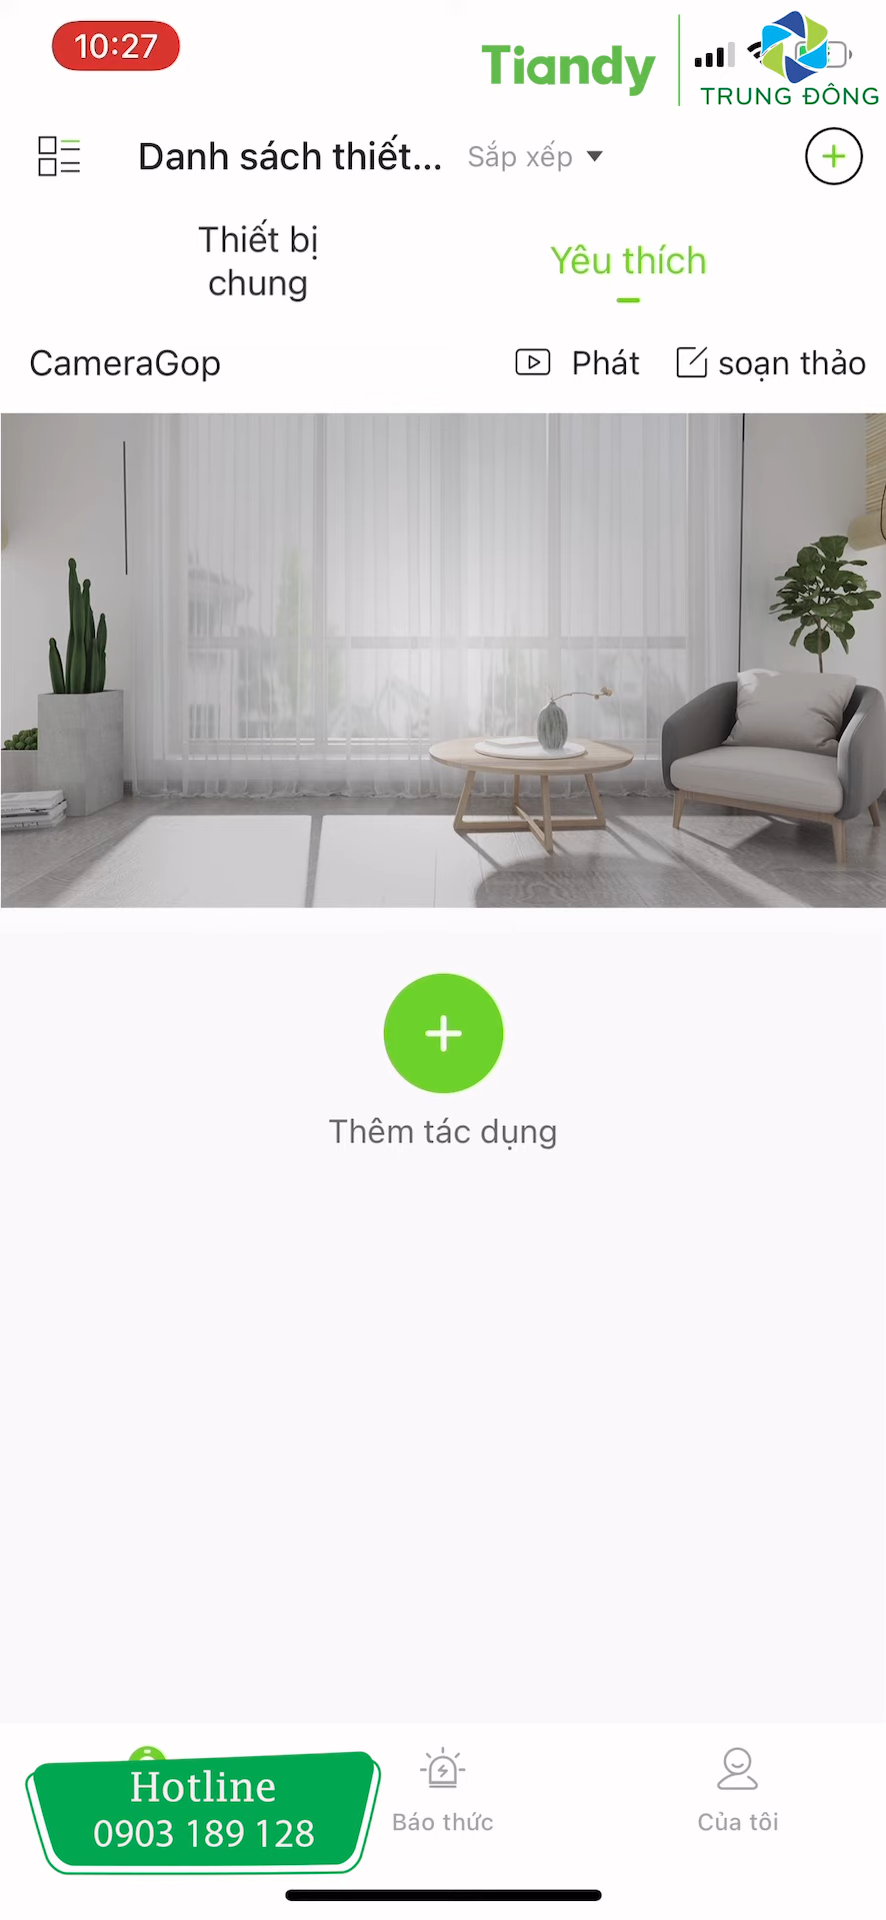 10:27
Tiandy
TRUNG ĐÔNG
Danh sách thiết...
Sắp xếp
Thiết bị
chung
Yêu thích
CameraGop
Phát
soạn thảo
Thêm tác dụng
Hotline
0903 189 128
Báo thức
Của tôi